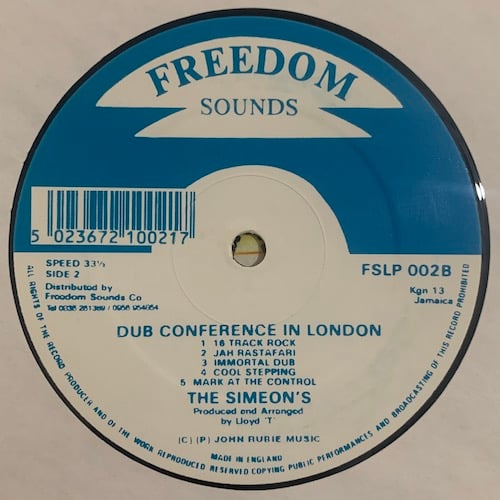 FREEDOM
SOUNDS
5 023672 100217
SPEED 33⅓
SIDE 2
Distributed by
Freedom Sounds Co
FSLP 002B
Kgn 13
Jamaica
DUB CONFERENCE IN LONDON
1 16 TRACK ROCK
2 JAH RASTAFARI
3 IMMORTAL DUB
4 COOL STEPPING
5 MARK AT THE CONTROL
THE SIMEON'S
Produced and Arranged
by Lloyd 'T'
(C) (P) JOHN RUBIE MUSIC
MADE IN ENGLAND
ALL RIGHTS OF THE RECORD PRODUCER AND OF THE WORK REPRODUCED RESERVED COPYING PUBLIC PERFORMANCES AND BROADCASTING OF THIS RECORD PROHIBITED